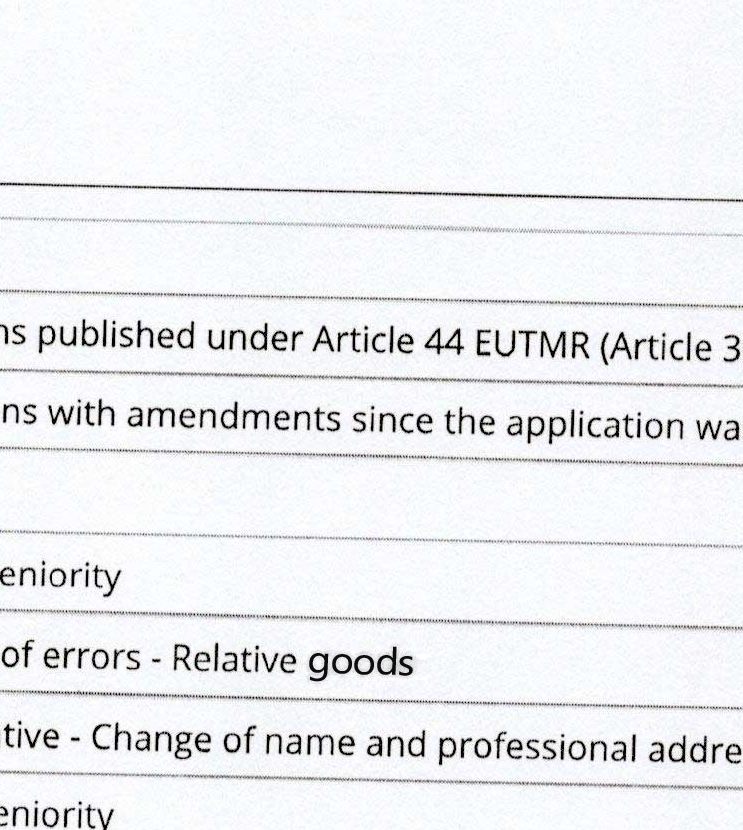 ns published under Article 44 EUTMR (Article 3
ns with amendments since the application wa
eniority
of errors - Relative goods
tive - Change of name and professional addre
eniority